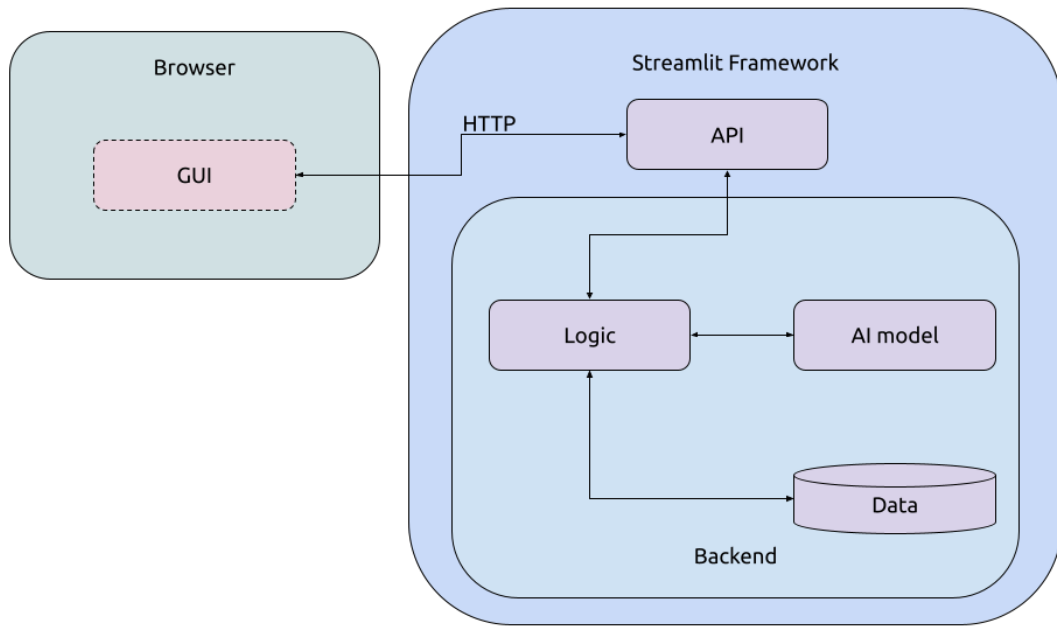 Browser
GUI
HTTP
Streamlit Framework
API
Logic
AI model
Data
Backend